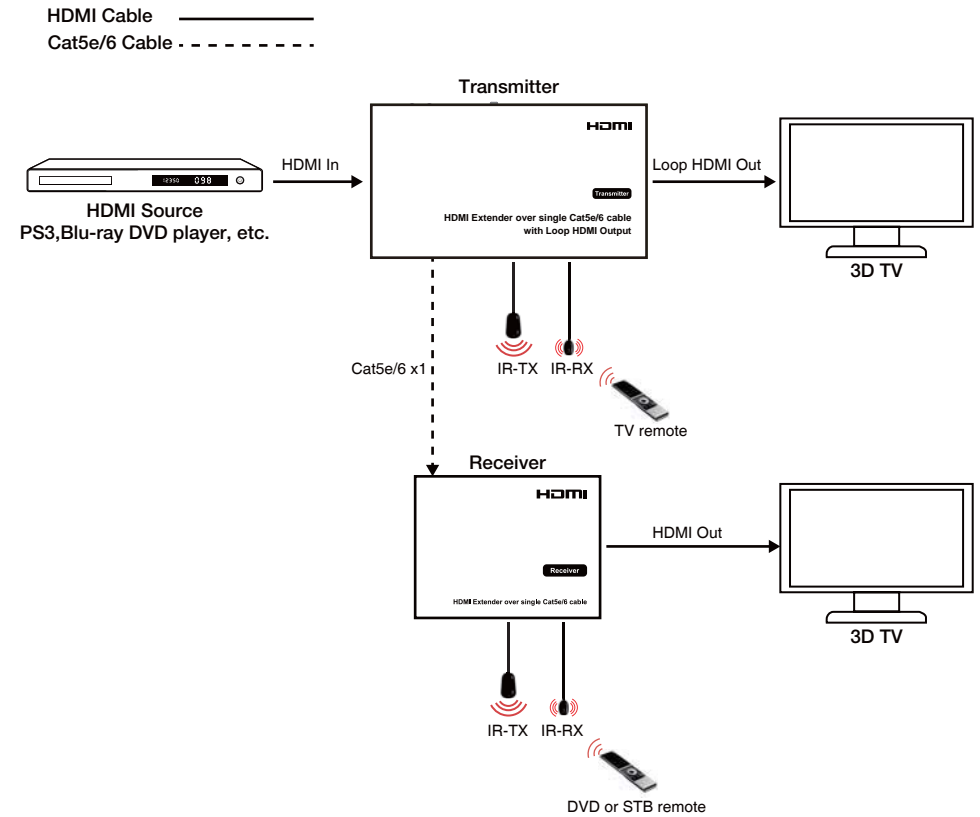 HDMI Cable
Cat5e/6 Cable
Transmitter
HDMI
HDMI In
Loop HDMI Out
12350 098
Transmitter
HDMI Source
PS3,Blu-ray DVD player, etc.
HDMI Extender over single Cat5e/6 cable
with Loop HDMI Output
3D TV
Cat5e/6 x1
IR-TX IR-RX
TV remote
Receiver
HDMI
HDMI Out
Receiver
HDMI Extender over single Cat5e/6 cable
3D TV
IR-TX IR-RX
DVD or STB remote